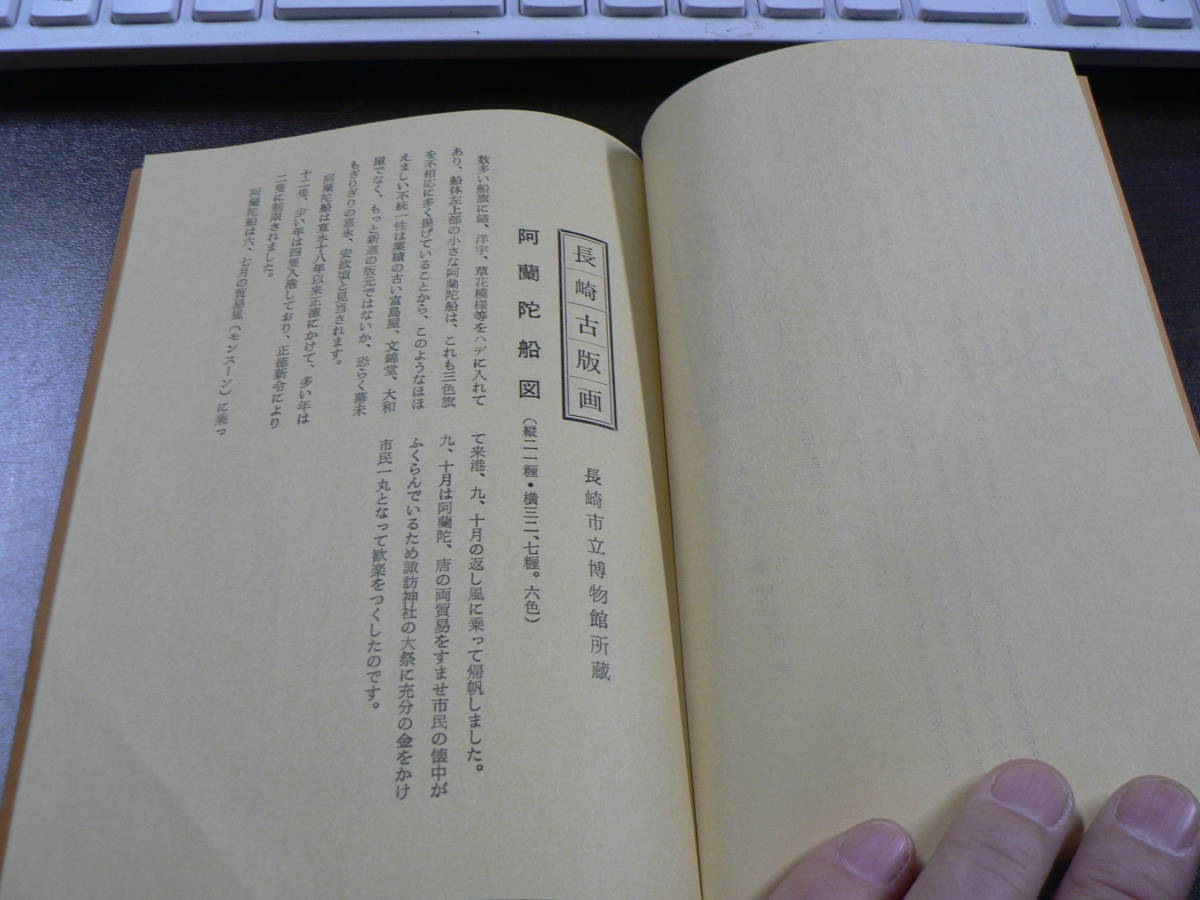 長崎古版画
長崎市立博物館所蔵
阿蘭陀船図(縦二一糎・横三二、七糎。六色)
数多い船旗に錨、洋字、草花模様等をハデに入れて
あり、船体左上部の小さな阿蘭陀船は、これも三色旗
を不相応に多く揚げていることから、このようなほほ
えましい不統一性は業績の古い富島屋、文錦堂、大和
屋でなく、もっと新進の版元ではないか、恐らく幕末
もぎりぎりの嘉永、安政頃と見当されます。
阿蘭陀船は寛永十八年以来正徳にかけて、多い年は
十二隻、少い年は四隻入港しており、正徳新令により
二隻に制限されました。
阿蘭陀船は六、七月の貿易風(モンスーン)に乗っ
て来港、九、十月の返し風に乗って帰帆しました。
九、十月は阿蘭陀、唐の両貿易をすませ市民の懐中が
ふくらんでいるため諏訪神社の大祭に充分の金をかけ
市民一丸となって歓楽をつくしたのです。